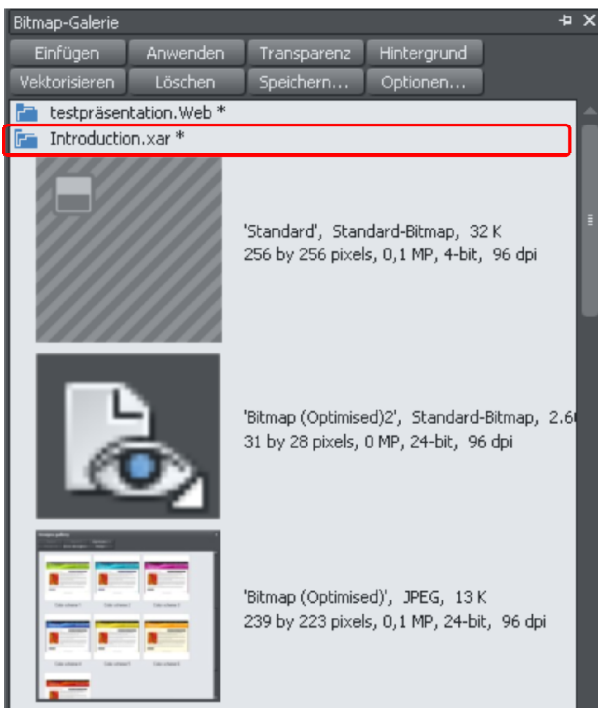 Bitmap-Galerie
Einfügen Anwenden Transparenz Hintergrund
Vektorisieren Löschen Speichern... Optionen...
testpräsentation.Web *
Introduction.xar *
'Standard', Standard-Bitmap, 32 K
256 by 256 pixels, 0,1 MP, 4-bit, 96 dpi
'Bitmap (Optimised)2', Standard-Bitmap,
31 by 28 pixels, 0 MP, 24-bit, 96 dpi
'Bitmap (Optimised)', JPEG, 13 K
239 by 223 pixels, 0,1 MP, 24-bit, 96 dpi